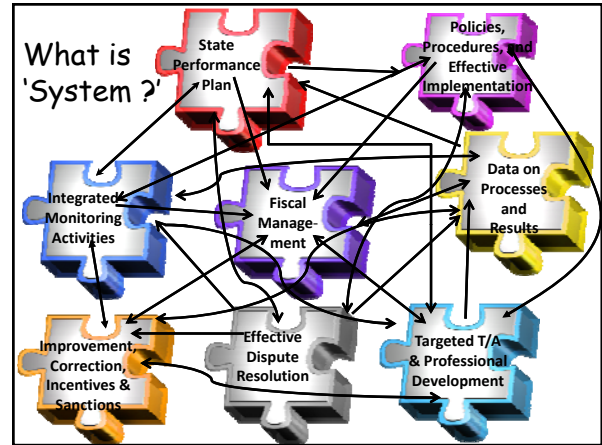 What is
‘System ?’
State
Performance
Plan
Policies,
Procedures, and
Effective
Implementation
Integrated
Monitoring
Activities
Fiscal
Manage-
ment
Data on
Processes
and
Results
Improvement,
Correction,
Incentives &
Sanctions
Effective
Dispute
Resolution
Targeted T/A
& Professional
Development